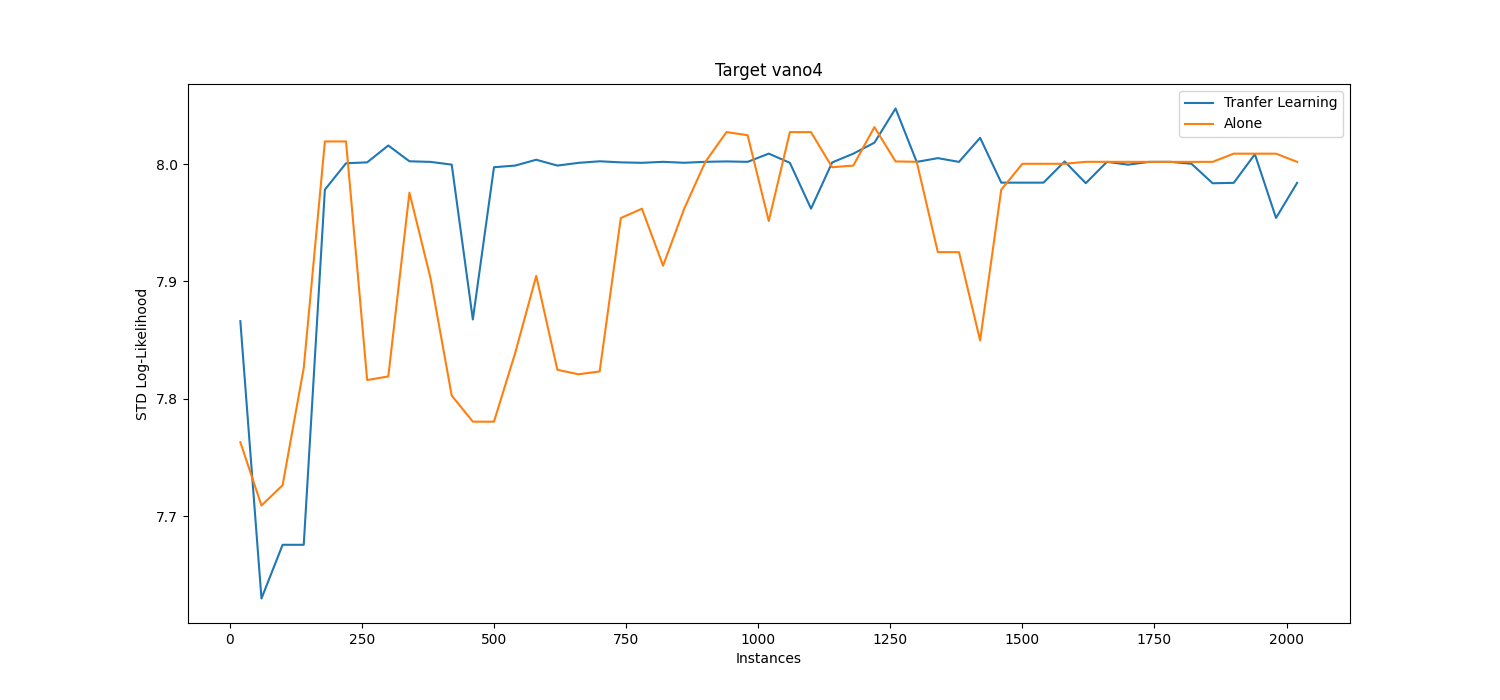 Target vano4
Tranfer Learning
Alone
STD Log-Likelihood
8.0
7.9
7.8
7.7
0 250 500 750 1000 1250 1500 1750 2000
Instances